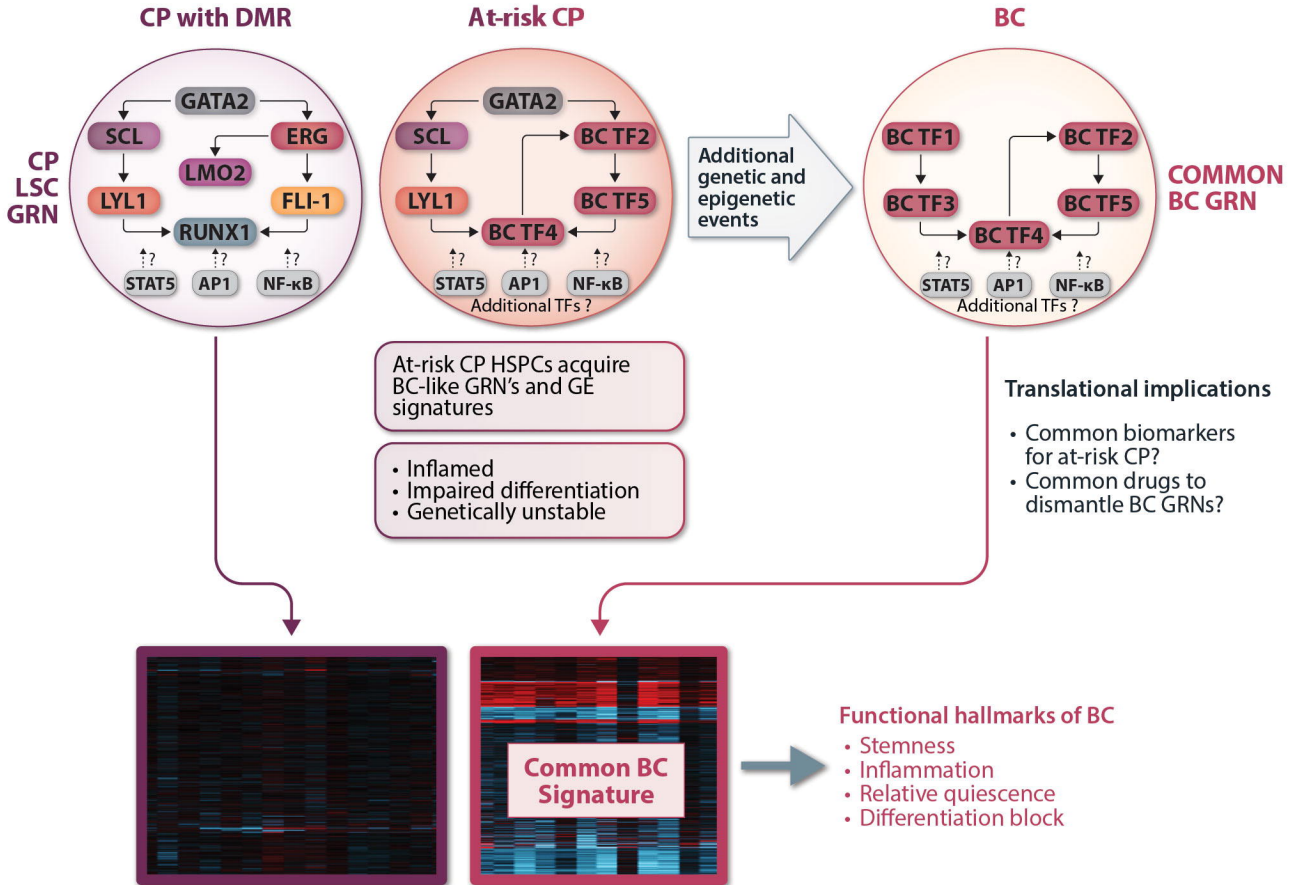 CP with DMR
At-risk CP
BC
CP
LSC
GRN
GATA2
SCL
ERG
LMO2
LYL1
FLI-1
RUNX1
?
?
?
STAT5
AP1
NF-κB
GATA2
SCL
BC TF2
LYL1
BC TF5
BC TF4
?
?
?
STAT5
AP1
NF-κB
Additional TFs ?
Additional
genetic and
epigenetic
events
BC TF1
BC TF2
BC TF3
BC TF5
BC TF4
?
?
?
STAT5
AP1
NF-κB
Additional TFs ?
COMMON
BC GRN
At-risk CP HSPCs acquire
BC-like GRN's and GE
signatures
• Inflamed
• Impaired differentiation
• Genetically unstable
Translational implications
• Common biomarkers
for at-risk CP?
• Common drugs to
dismantle BC GRNs?
Common BC
Signature
Functional hallmarks of BC
• Stemness
• Inflammation
• Relative quiescence
• Differentiation block